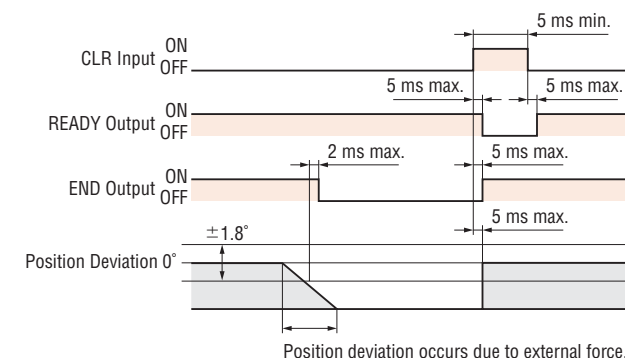 5 ms min.
CLR Input ON
OFF
5 ms max. 5 ms max.
READY Output ON
OFF
2 ms max. 5 ms max.
END Output ON
OFF
5 ms max.
±1.8˚
Position Deviation 0˚
Position deviation occurs due to external force.